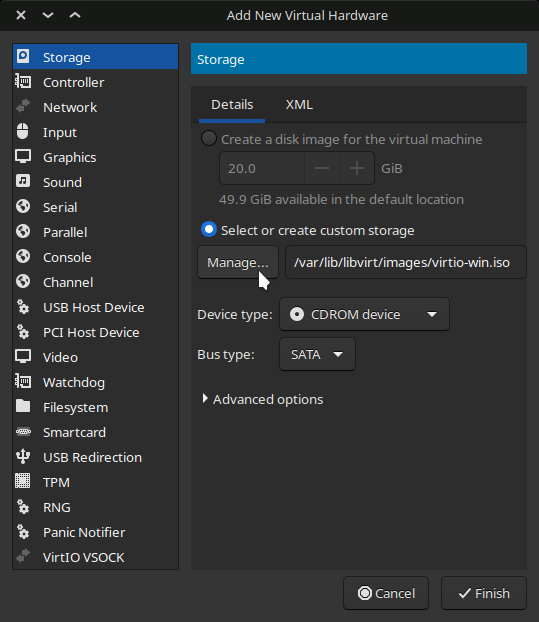 Add New Virtual Hardware
Storage
Controller
Network
Input
Graphics
Sound
Serial
Parallel
Console
Channel
USB Host Device
PCI Host Device
Video
Watchdog
Filesystem
Smartcard
USB Redirection
TPM
RNG
Panic Notifier
VirtIO VSOCK
Storage
Details XML
Create a disk image for the virtual machine
20.0 − + GiB
49.9 GiB available in the default location
Select or create custom storage
Manage... /var/lib/libvirt/images/virtio-win.iso
Device type: CDROM device
Bus type: SATA
Advanced options
Cancel Finish